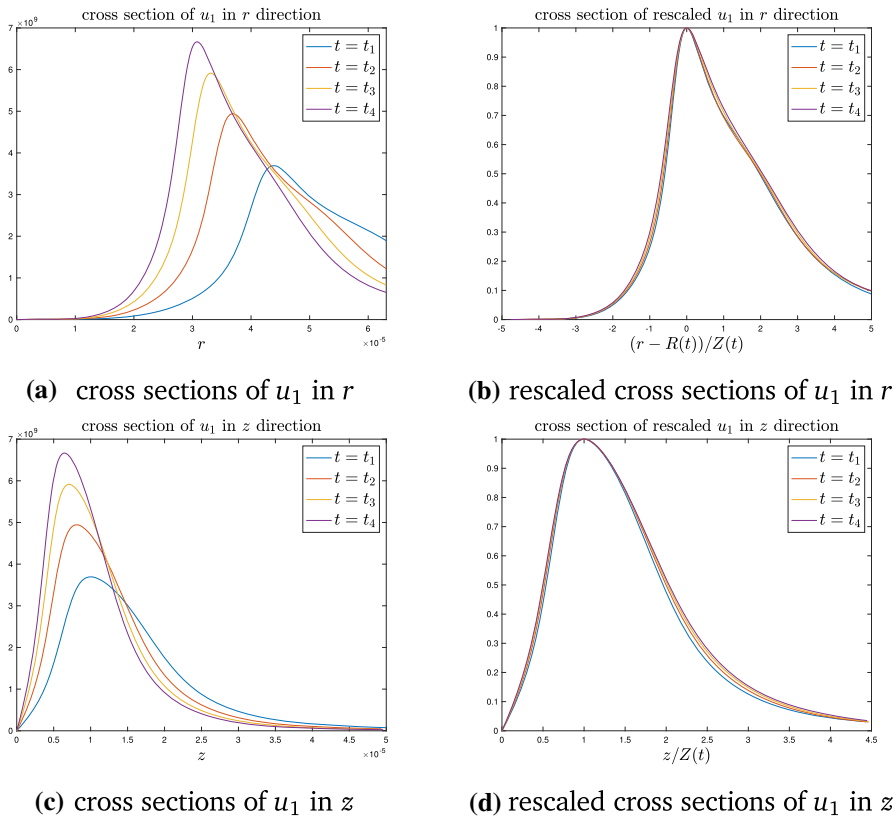 cross section of u₁ in r direction
×10⁹
7
6
5
4
3
2
1
0
0 1 2 3 4 5 6
×10⁻⁵
r
t = t₁
t = t₂
t = t₃
t = t₄
cross section of rescaled u₁ in r direction
1
0.9
0.8
0.7
0.6
0.5
0.4
0.3
0.2
0.1
0
-5 -4 -3 -2 -1 0 1 2 3 4 5
(r − R(t))/Z(t)
t = t₁
t = t₂
t = t₃
t = t₄
(a) cross sections of u₁ in r
(b) rescaled cross sections of u₁ in r
cross section of u₁ in z direction
×10⁹
7
6
5
4
3
2
1
0
0 0.5 1 1.5 2 2.5 3 3.5 4 4.5 5
×10⁻⁵
z
t = t₁
t = t₂
t = t₃
t = t₄
cross section of rescaled u₁ in z direction
1
0.9
0.8
0.7
0.6
0.5
0.4
0.3
0.2
0.1
0
0 0.5 1 1.5 2 2.5 3 3.5 4 4.5
z/Z(t)
t = t₁
t = t₂
t = t₃
t = t₄
(c) cross sections of u₁ in z
(d) rescaled cross sections of u₁ in z